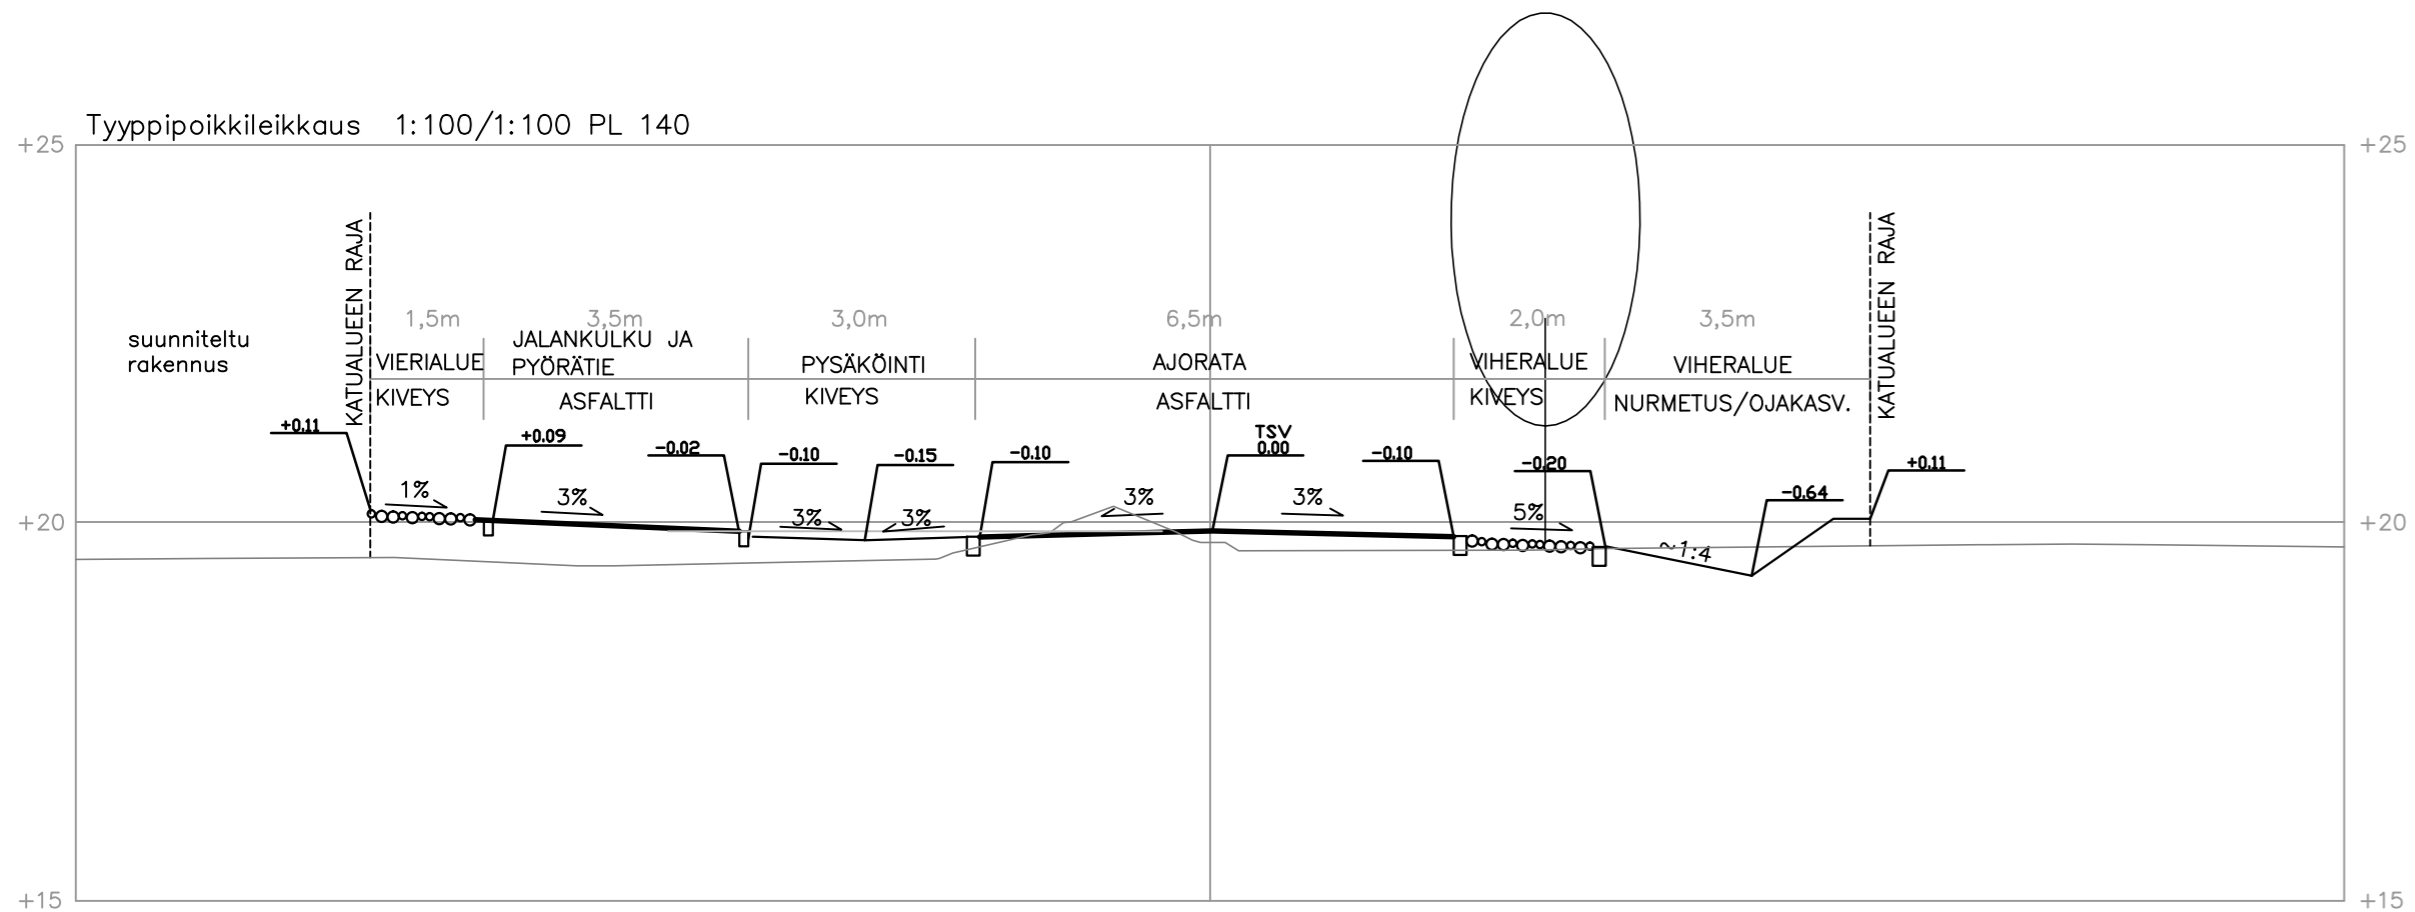 Tyyppipoikkileikkaus 1:100/1:100 PL 140
+25
+25
KATUALUEEN RAJA
KATUALUEEN RAJA
1,5m
3,5m
3,0m
6,5m
2,0m
3,5m
suunniteltu
rakennus
VIERIALUE
JALANKULKU JA
PYÖRÄTIE
PYSÄKÖINTI
AJORATA
VIHERALUE
VIHERALUE
KIVEYS
ASFALTTI
KIVEYS
ASFALTTI
KIVEYS
NURMETUS/OJAKASV.
+0.11
+0.09
-0.02
-0.10
-0.15
-0.10
TSV
0.00
-0.10
-0.20
-0.64
+0.11
1%
3%
3%
3%
3%
3%
5%
~1:4
+20
+20
+15
+15